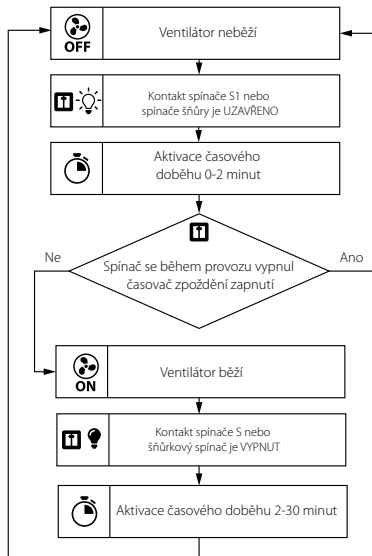 OFF
Ventilátor neběží
Kontakt spínače S1 nebo
spínače šňůry je UZAVŘENO
Aktivace časového
doběhu 0-2 minut
Ne
Ano
Spínač se během provozu vypnul
časovač zpoždění zapnutí
ON
Ventilátor běží
Kontakt spínače S nebo
šňůrkový spínač je VYPNUT
Aktivace časového doběhu 2-30 minut